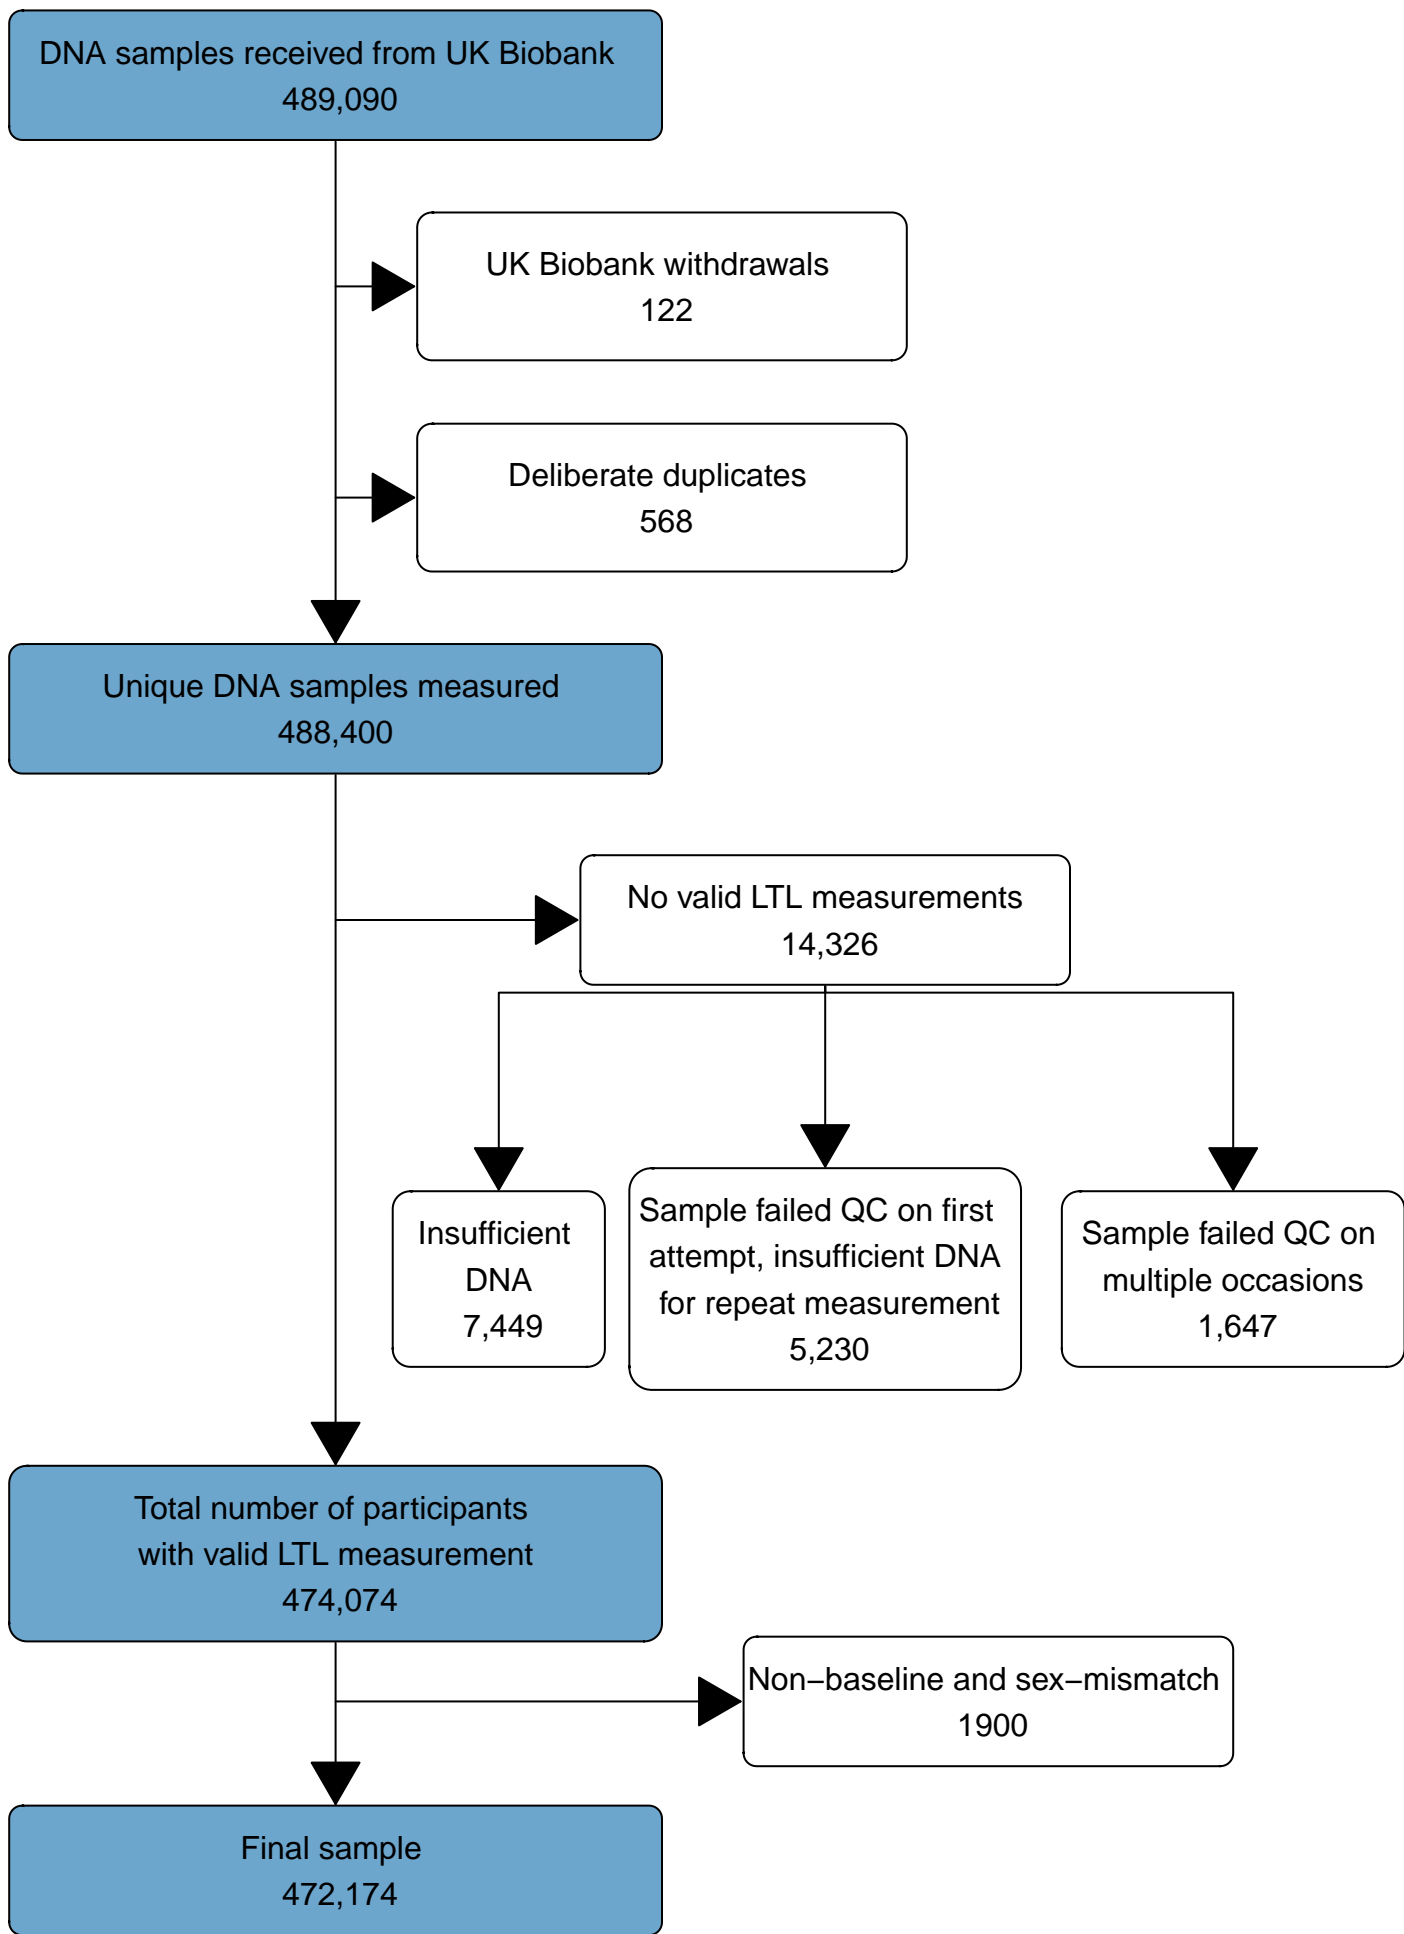 DNA samples received from UK Biobank
489,090
UK Biobank withdrawals
122
Deliberate duplicates
568
Unique DNA samples measured
488,400
No valid LTL measurements
14,326
Insufficient
DNA
7,449
Sample failed QC on first
attempt, insufficient DNA
for repeat measurement
5,230
Sample failed QC on
multiple occasions
1,647
Total number of participants
with valid LTL measurement
474,074
Non−baseline and sex−mismatch
1900
Final sample
472,174